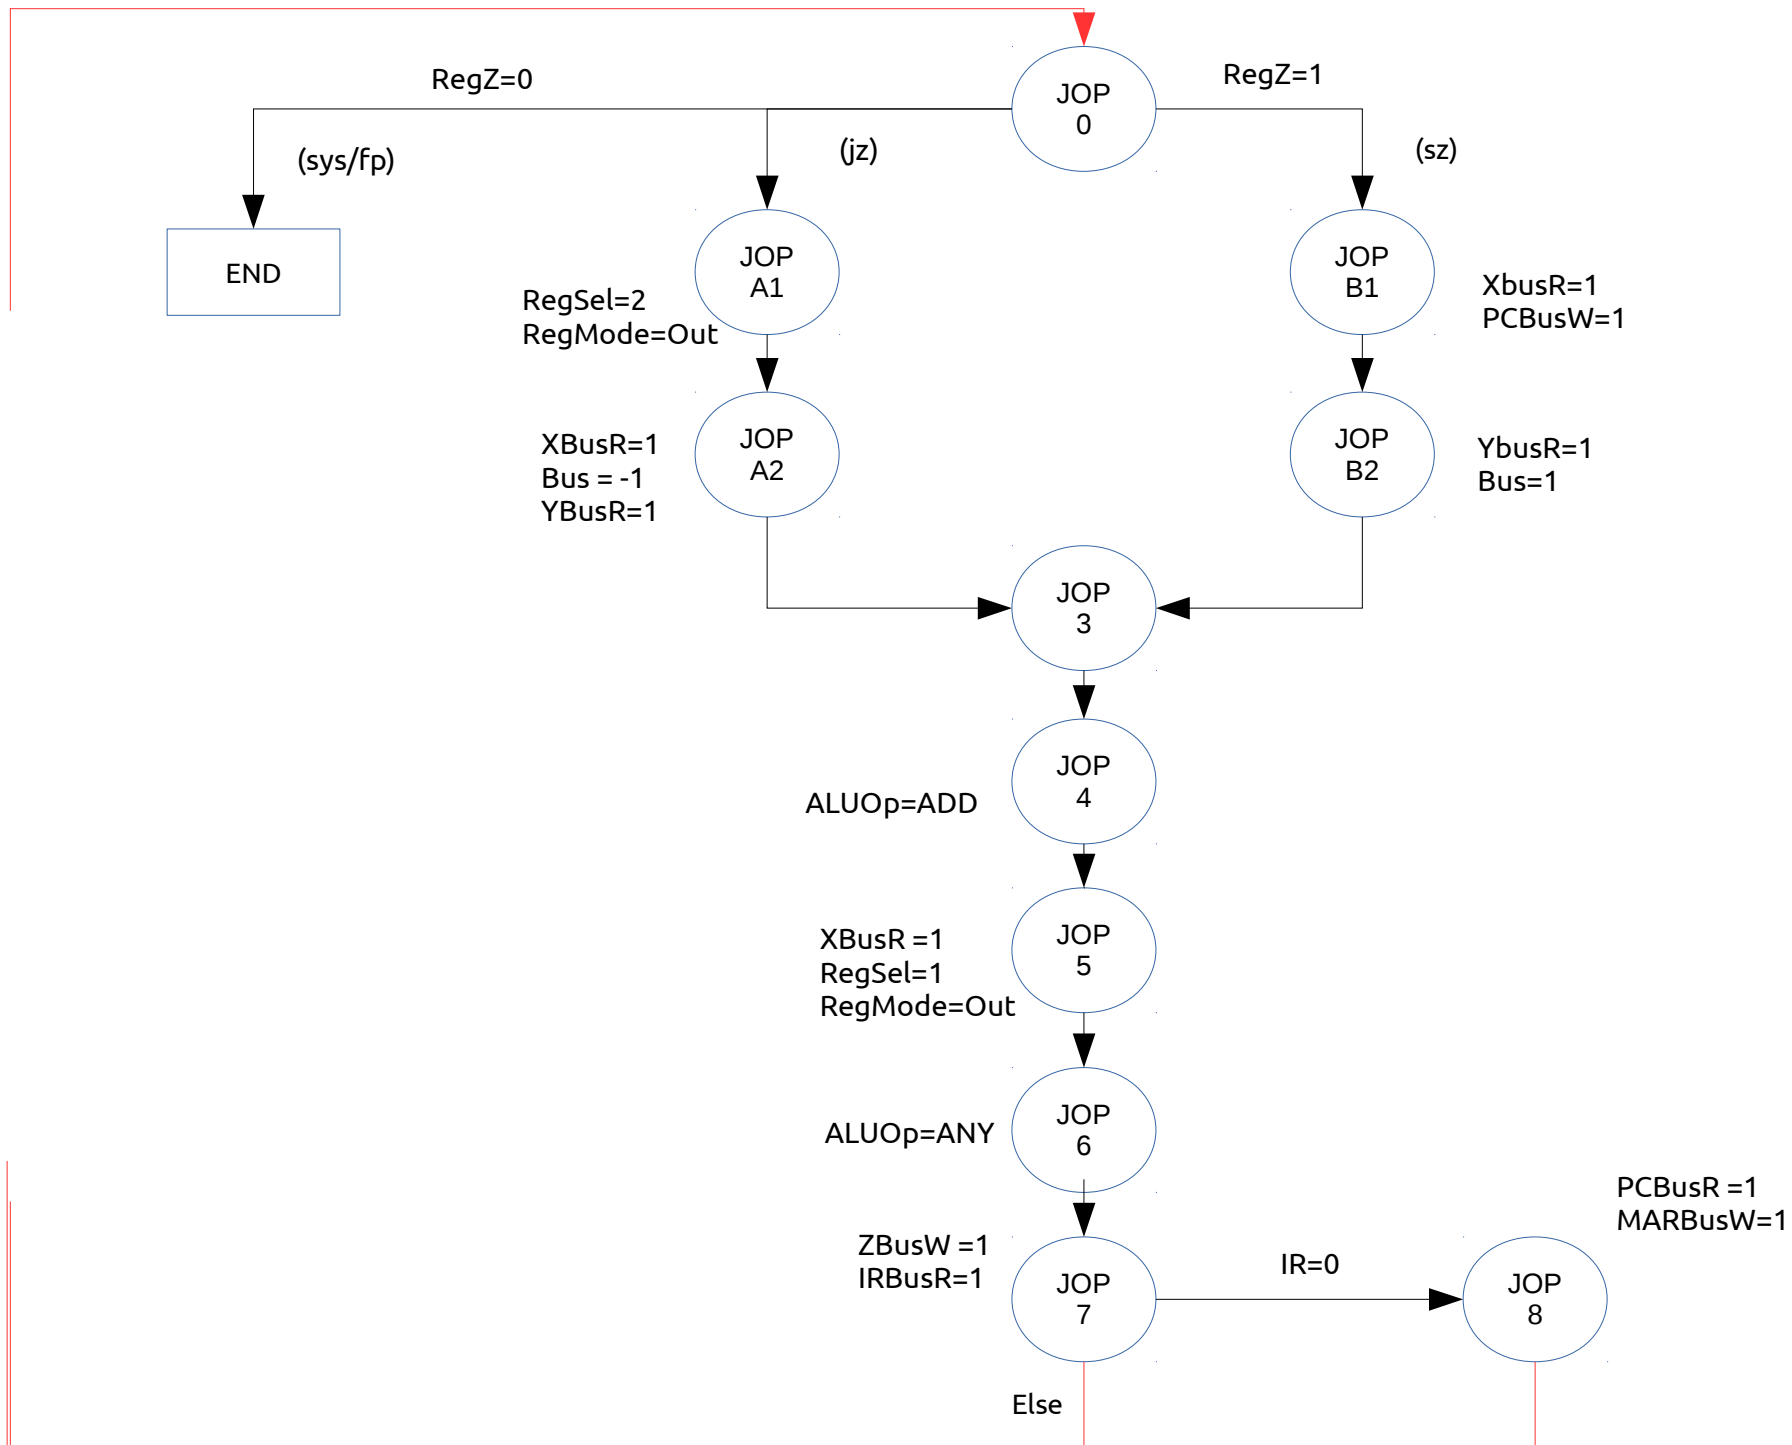 JOP
0
RegZ=0
RegZ=1
(sys/fp)
(jz)
(sz)
END
JOP
A1
RegSel=2
RegMode=Out
JOP
B1
XbusR=1
PCBusW=1
JOP
A2
XBusR=1
Bus = -1
YBusR=1
JOP
B2
YbusR=1
Bus=1
JOP
3
JOP
4
ALUOp=ADD
JOP
5
XBusR =1
RegSel=1
RegMode=Out
JOP
6
ALUOp=ANY
JOP
7
ZBusW =1
IRBusR=1
IR=0
JOP
8
PCBusR =1
MARBusW=1
Else